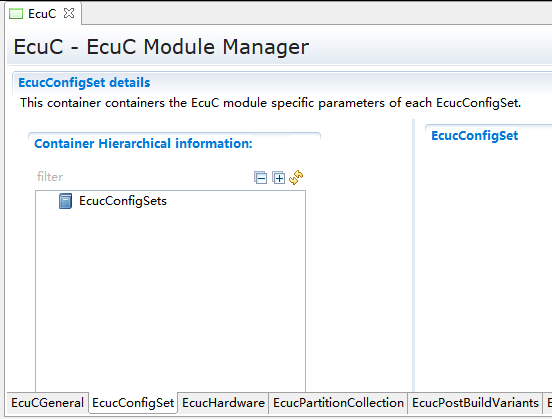 EcuC
EcuC - EcuC Module Manager
EcucConfigSet details
This container containers the EcuC module specific parameters of each EcucConfigSet.
Container Hierarchical information:
EcucConfigSet
filter
EcucConfigSets
EcuCGeneral EcucConfigSet EcucHardware EcucPartitionCollection EcucPostBuildVariants